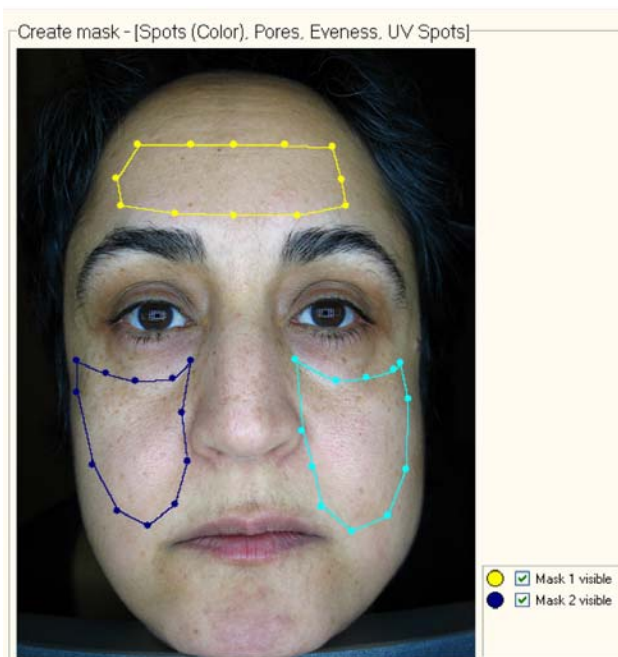 Create mask - [Spots (Color), Pores, Eveness, UV Spots]
Mask 1 visible
Mask 2 visible